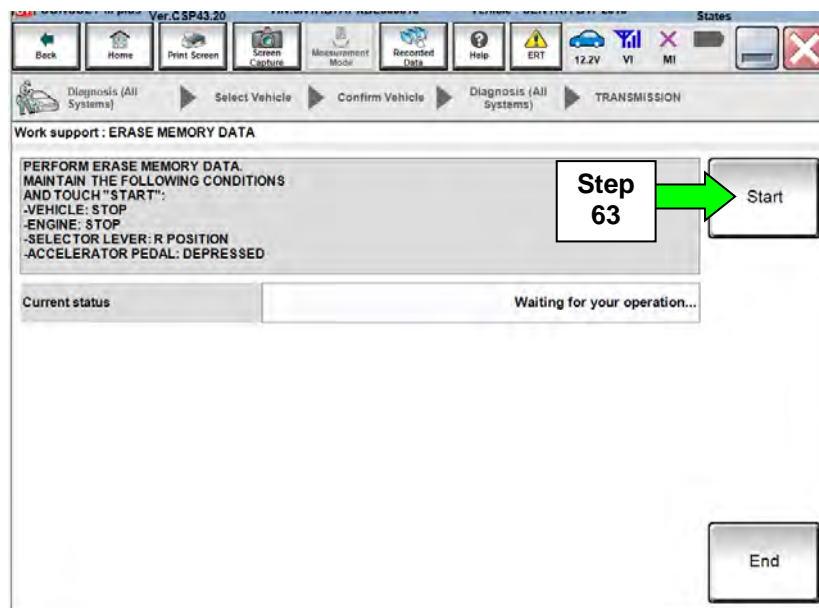 Ver.CSP43.20
States
Back
Home
Print Screen
Screen Capture
Measurement Mode
Recorded Data
Help
ERT
12.2V
VI
MI
Diagnosis (All Systems)
Select Vehicle
Confirm Vehicle
Diagnosis (All Systems)
TRANSMISSION
Work support : ERASE MEMORY DATA
PERFORM ERASE MEMORY DATA.
MAINTAIN THE FOLLOWING CONDITIONS
AND TOUCH "START":
-VEHICLE: STOP
-ENGINE: STOP
-SELECTOR LEVER: R POSITION
-ACCELERATOR PEDAL: DEPRESSED
Step
63
Start
Current status
Waiting for your operation...
End